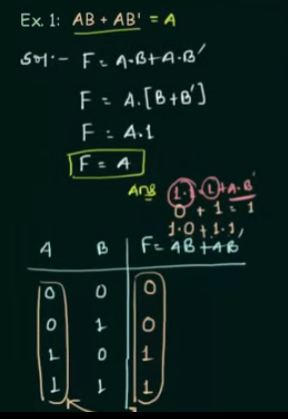 Ex. 1: AB + AB' = A
Sol:- F = A·B+A·B'
F = A·[B+B']
F = A·1
F = A
Ans
1·1·1+A·B'
0 + 1 = 1
1·0+1·1,
A B F= AB+AB'
0 0 0
0 1 0
1 0 1
1 1 1